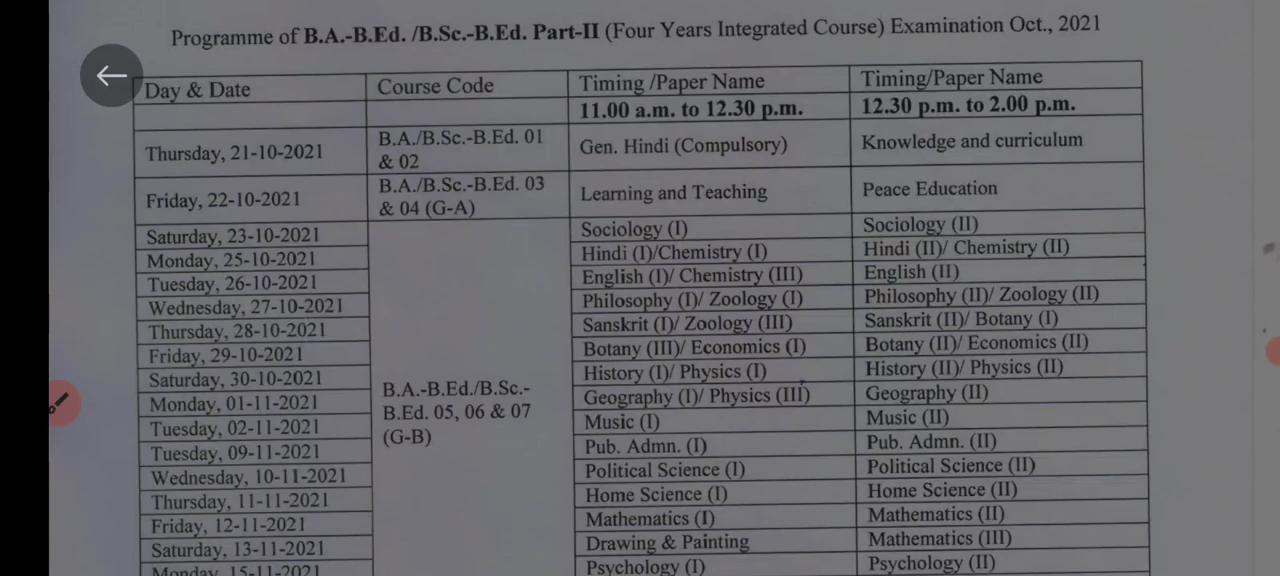 Programme of B.A.-B.Ed. /B.Sc.-B.Ed. Part-II (Four Years Integrated Course) Examination Oct., 2021
Day & Date Course Code Timing /Paper Name Timing/Paper Name
11.00 a.m. to 12.30 p.m. 12.30 p.m. to 2.00 p.m.
Thursday, 21-10-2021 B.A./B.Sc.-B.Ed. 01 & 02 Gen. Hindi (Compulsory) Knowledge and curriculum
Friday, 22-10-2021 B.A./B.Sc.-B.Ed. 03 & 04 (G-A) Learning and Teaching Peace Education
Saturday, 23-10-2021 Sociology (I) Sociology (II)
Monday, 25-10-2021 Hindi (I)/Chemistry (I) Hindi (II)/ Chemistry (II)
Tuesday, 26-10-2021 English (I)/ Chemistry (III) English (II)
Wednesday, 27-10-2021 Philosophy (I)/ Zoology (I) Philosophy (II)/ Zoology (II)
Thursday, 28-10-2021 Sanskrit (I)/ Zoology (III) Sanskrit (II)/ Botany (I)
Friday, 29-10-2021 Botany (III)/ Economics (I) Botany (II)/ Economics (II)
Saturday, 30-10-2021 History (I)/ Physics (I) History (II)/ Physics (II)
Monday, 01-11-2021 B.A.-B.Ed./B.Sc.- Geography (I)/ Physics (III) Geography (II)
Tuesday, 02-11-2021 B.Ed. 05, 06 & 07 Music (I) Music (II)
Tuesday, 09-11-2021 (G-B) Pub. Admn. (I) Pub. Admn. (II)
Wednesday, 10-11-2021 Political Science (I) Political Science (II)
Thursday, 11-11-2021 Home Science (I) Home Science (II)
Friday, 12-11-2021 Mathematics (I) Mathematics (II)
Saturday, 13-11-2021 Drawing & Painting Mathematics (III)
Monday, 15-11-2021 Psychology (I) Psychology (II)